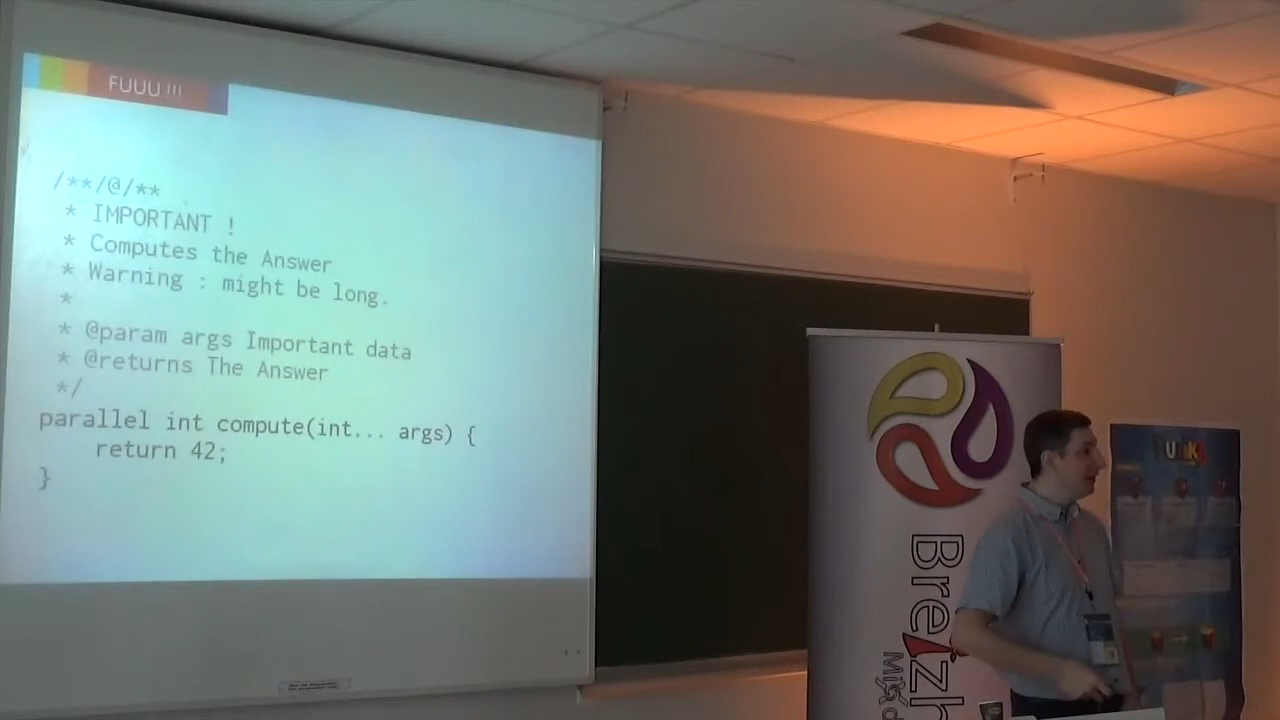 FUUU !!!
/**/@/**
* IMPORTANT !
* Computes the Answer
* Warning : might be long.
*
* @param args Important data
* @returns The Answer
*/
parallel int compute(int... args) {
return 42;
}
Breizh